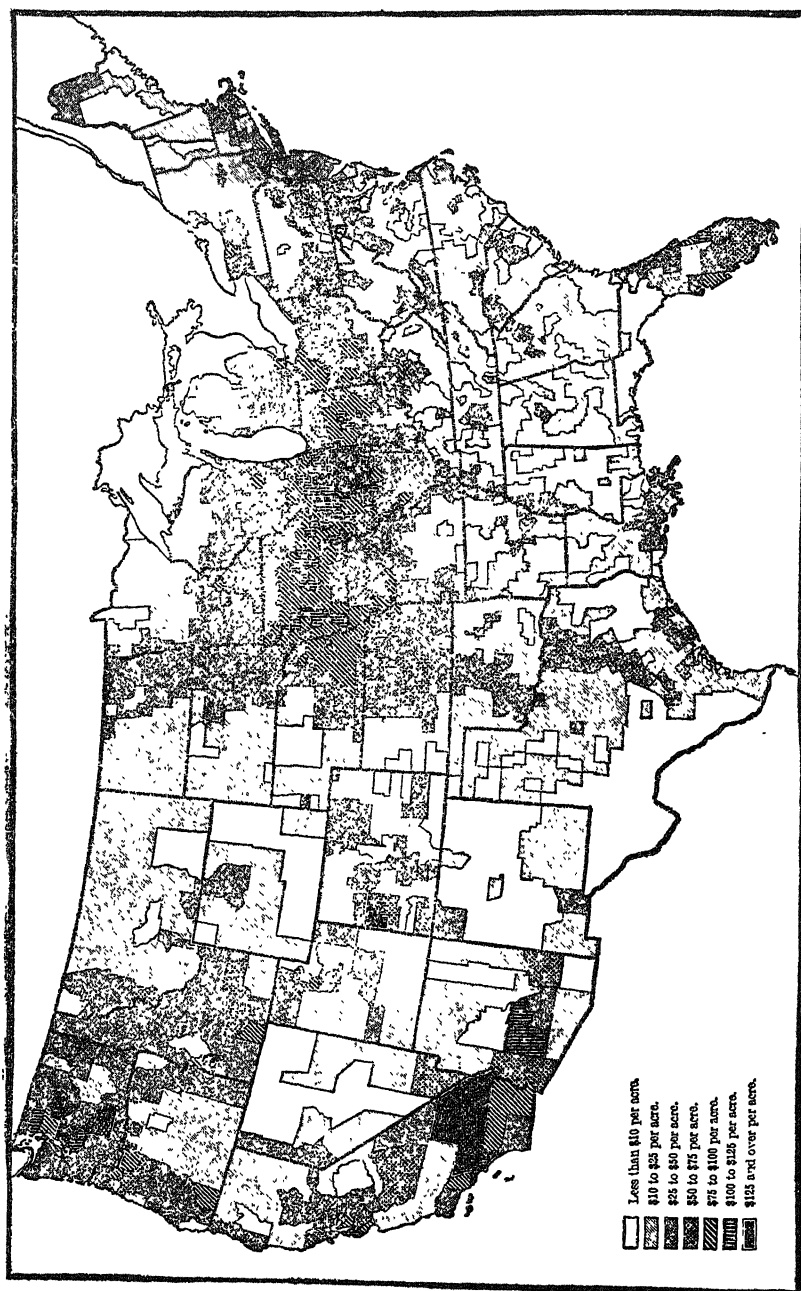 Less than $10 per acre.
$10 to $25 per acre.
$25 to $50 per acre.
$50 to $75 per acre.
$75 to $100 per acre.
$100 to $125 per acre.
$125 and over per acre.